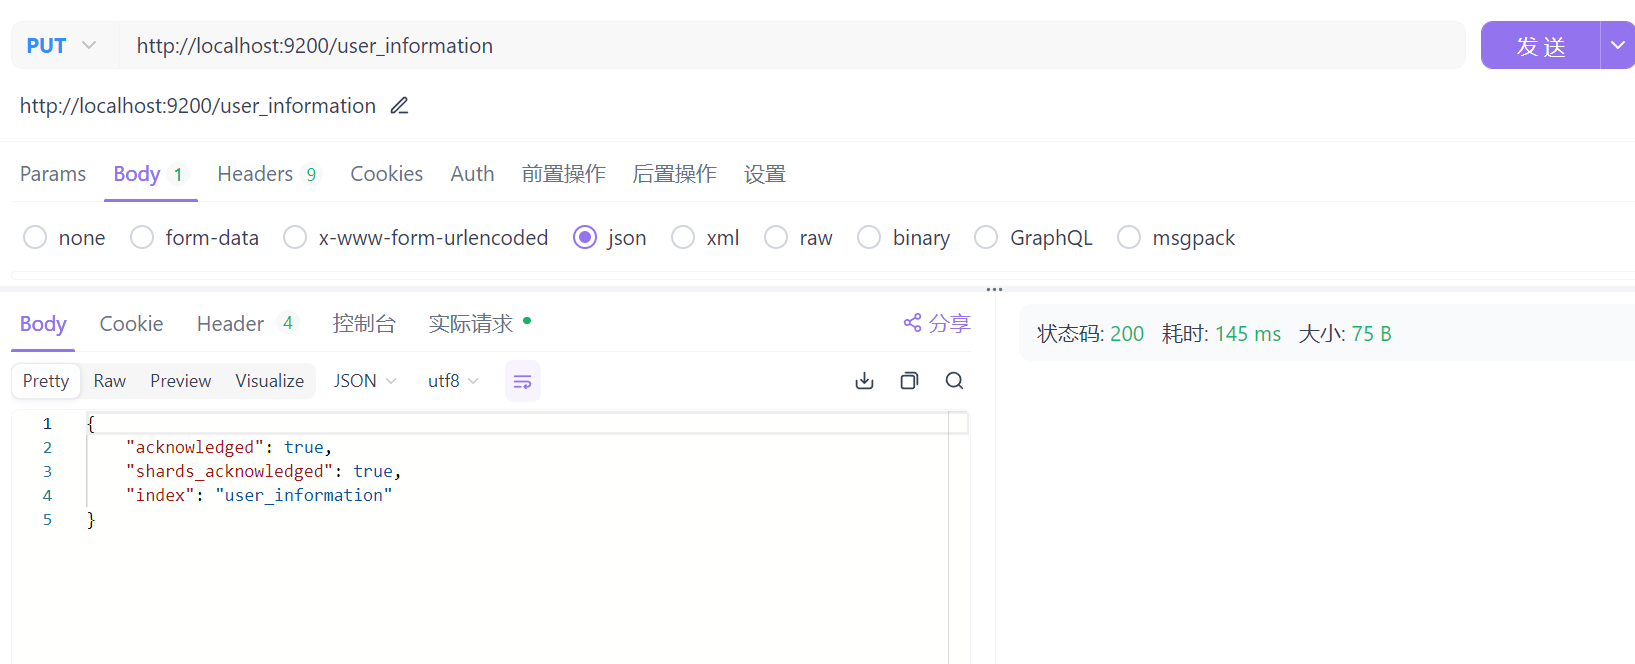 PUT http://localhost:9200/user_information 发送
http://localhost:9200/user_information
Params Body 1 Headers 9 Cookies Auth 前置操作 后置操作 设置
none form-data x-www-form-urlencoded json xml raw binary GraphQL msgpack
Body Cookie Header 4 控制台 实际请求 分享
状态码: 200 耗时: 145 ms 大小: 75 B
Pretty Raw Preview Visualize JSON utf8
1 {
2 "acknowledged": true,
3 "shards_acknowledged": true,
4 "index": "user_information"
5 }